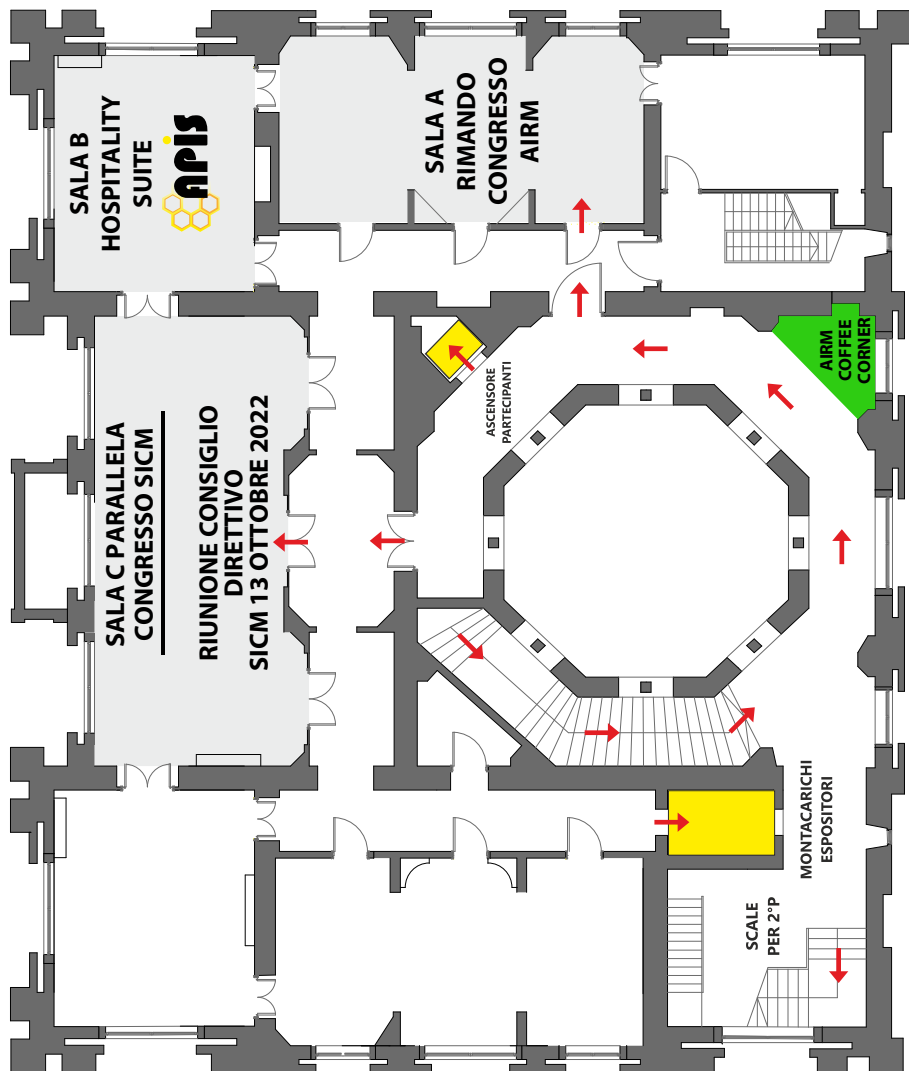 SALA B
HOSPITALITY
SUITE
APIS
SALA A
RIMANDO
CONGRESSO
AIRM
AIRM
COFFEE
CORNER
ASCENSORE
PARTECIPANTI
SALA C PARALLELA
CONGRESSO SICM
RIUNIONE CONSIGLIO
DIRETTIVO
SICM 13 OTTOBRE 2022
MONTACARICHI
ESPOSITORI
SCALE
PER 2°P